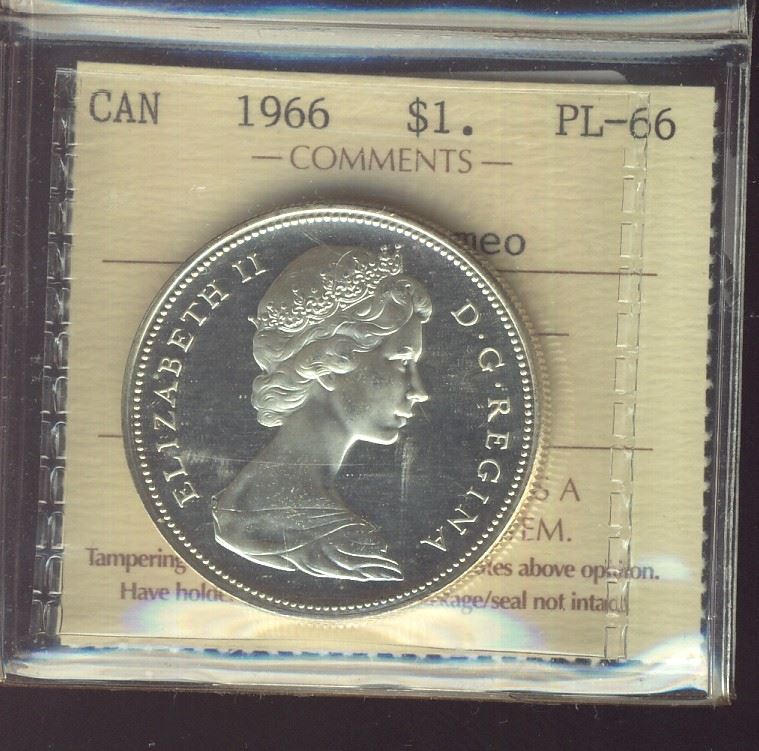 CAN 1966 $1. PL-66
— COMMENTS —
meo
ELIZABETH II D·G·REGINA
S A
EM.
Tampering tes above opinion.
Have hold kage/seal not intact